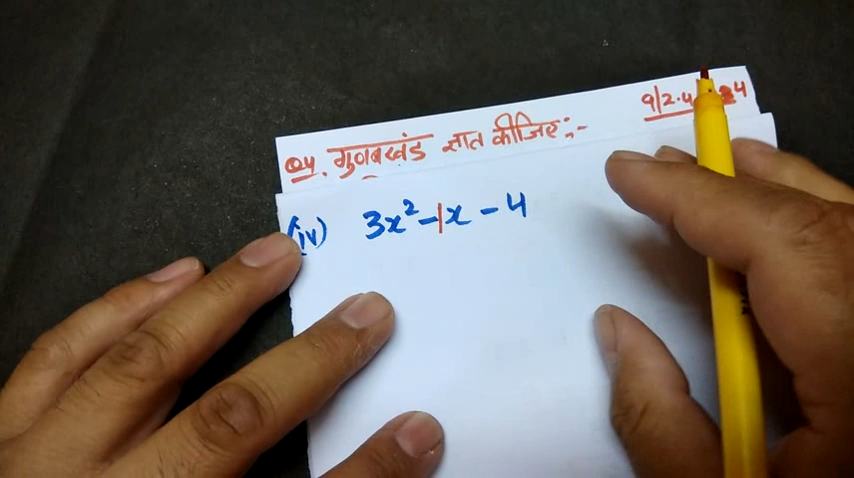 Q4. गुणनखंड ज्ञात कीजिए :-
(iv) 3x² - 1x - 4